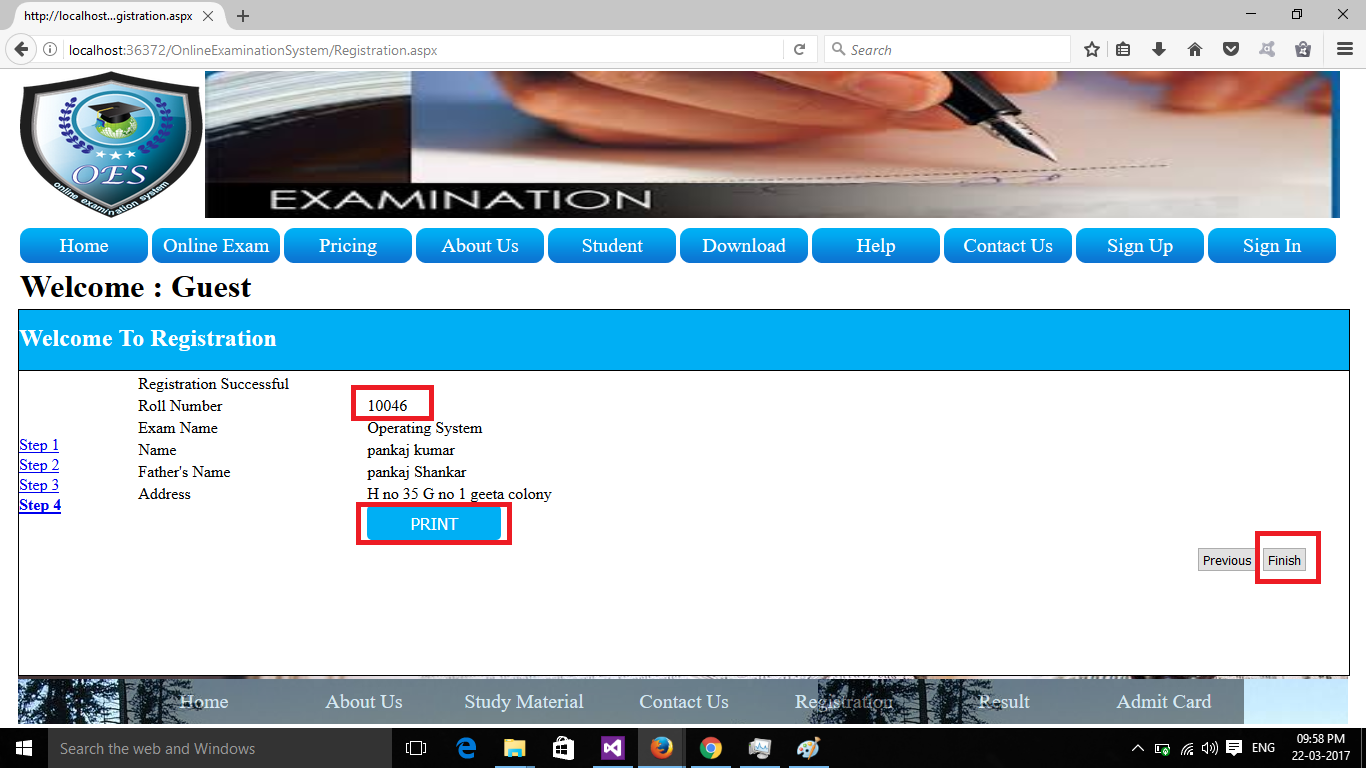 http://localhost...gistration.aspx
localhost:36372/OnlineExaminationSystem/Registration.aspx
Search
OES
online examination system
EXAMINATION
Home Online Exam Pricing About Us Student Download Help Contact Us Sign Up Sign In
Welcome : Guest
Welcome To Registration
Registration Successful
Roll Number 10046
Exam Name Operating System
Step 1
Name pankaj kumar
Step 2
Father's Name pankaj Shankar
Step 3
Address H no 35 G no 1 geeta colony
Step 4
PRINT
Previous Finish
Home About Us Study Material Contact Us Registration Result Admit Card
Search the web and Windows
ENG
09:58 PM
22-03-2017